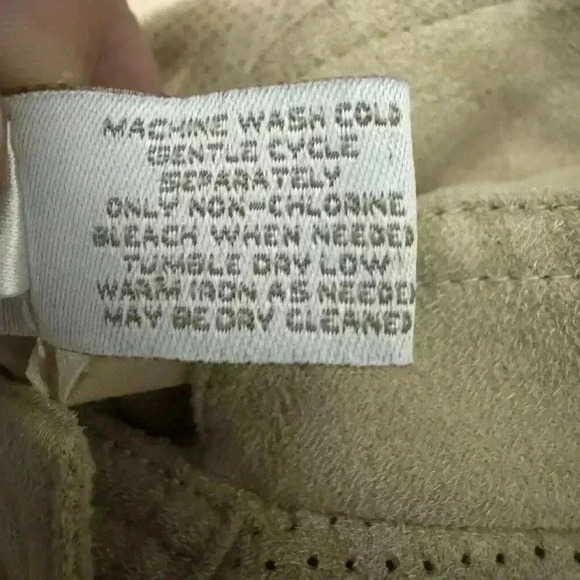 MACHINE WASH COLD
GENTLE CYCLE
SEPARATELY
ONLY NON-CHLORINE
BLEACH WHEN NEEDED
TUMBLE DRY LOW
WARM IRON AS NEEDED
MAY BE DRY CLEANED